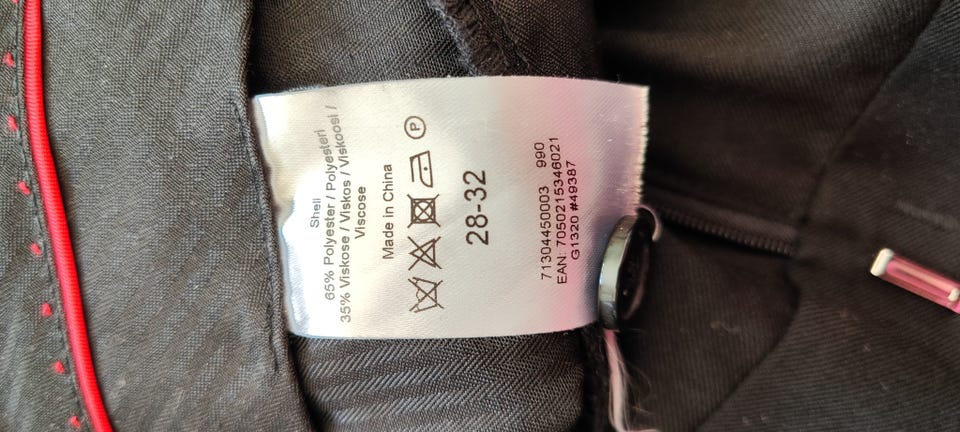 Shell
65% Polyester / Polyesteri
35% Viskose / Viskos / Viskoosi /
Viscose
Made in China
P
28-32
71304450003 990
EAN: 7050215346021
G1320 #49387